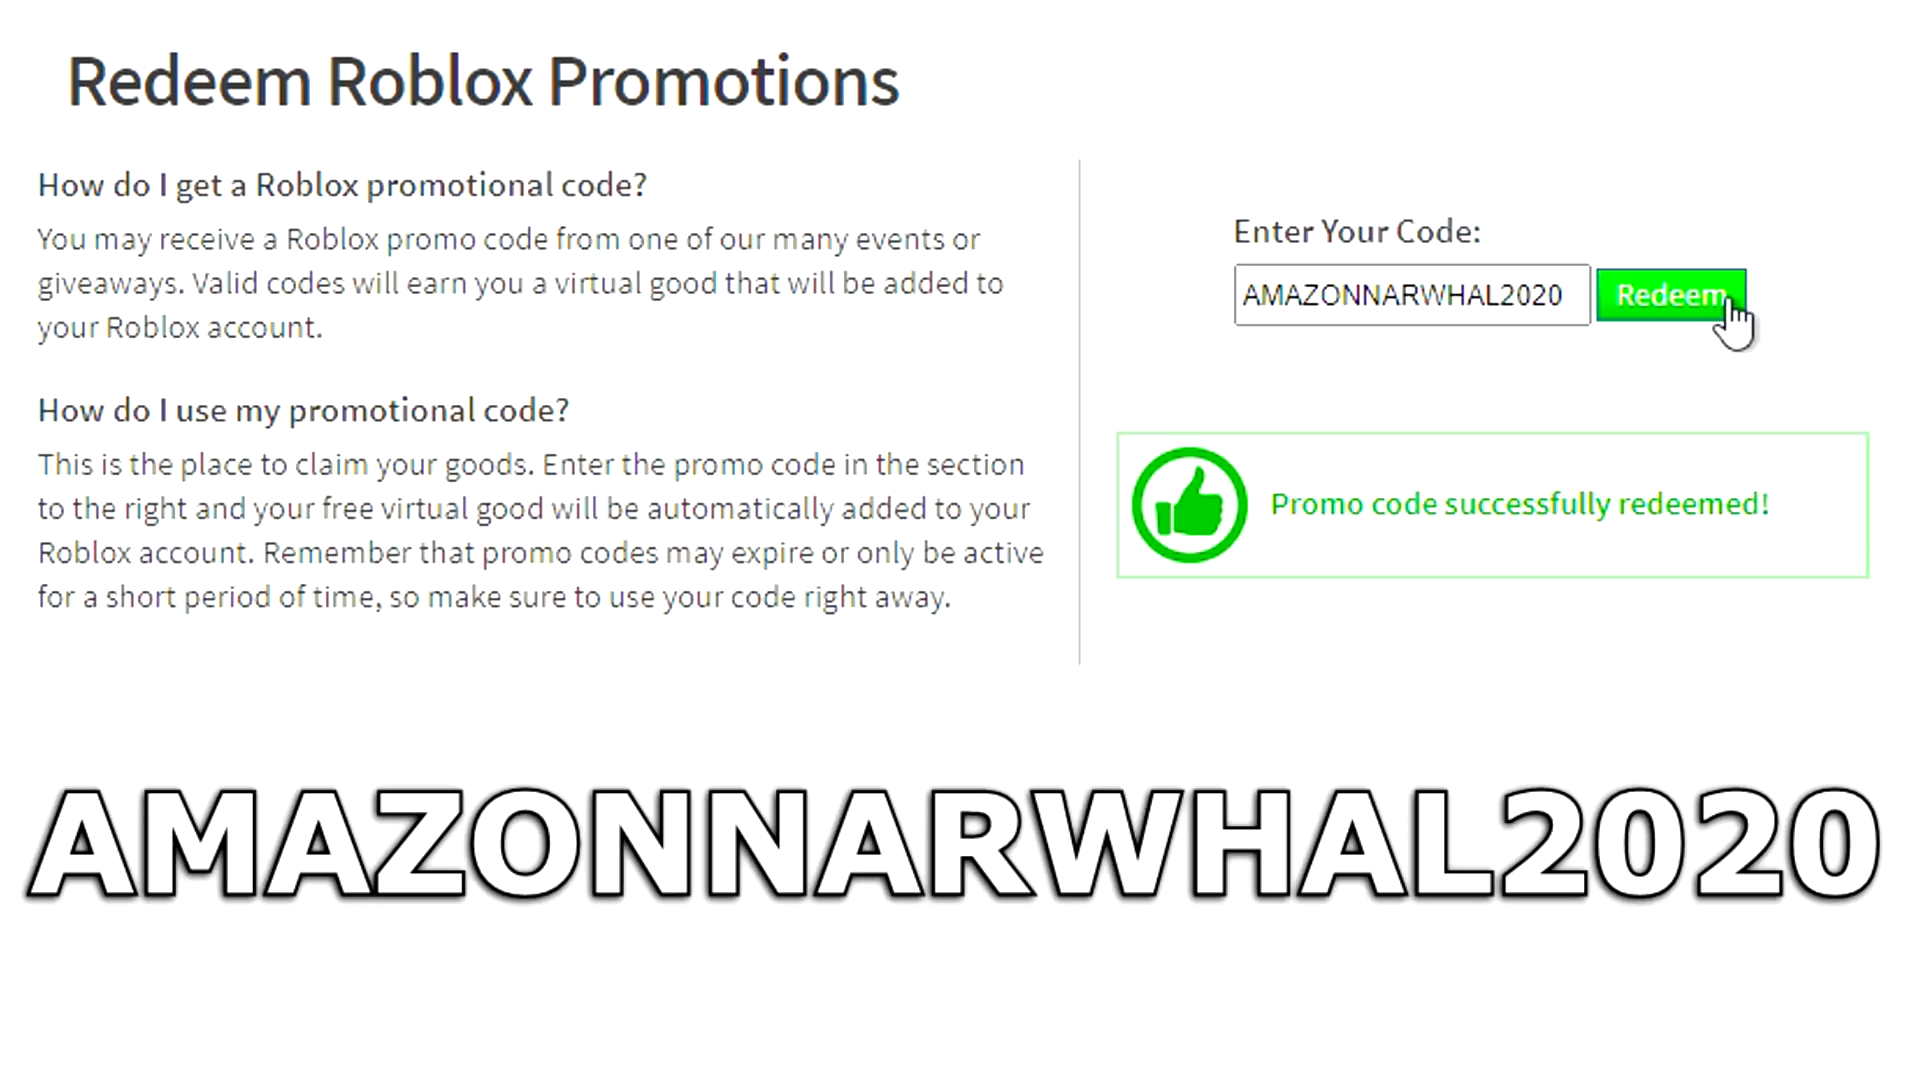 Redeem Roblox Promotions
How do I get a Roblox promotional code?
You may receive a Roblox promo code from one of our many events or
giveaways. Valid codes will earn you a virtual good that will be added to
your Roblox account.
How do I use my promotional code?
This is the place to claim your goods. Enter the promo code in the section
to the right and your free virtual good will be automatically added to your
Roblox account. Remember that promo codes may expire or only be active
for a short period of time, so make sure to use your code right away.
Enter Your Code:
AMAZONNARWHAL2020 Redeem
Promo code successfully redeemed!
AMAZONNARWHAL2020